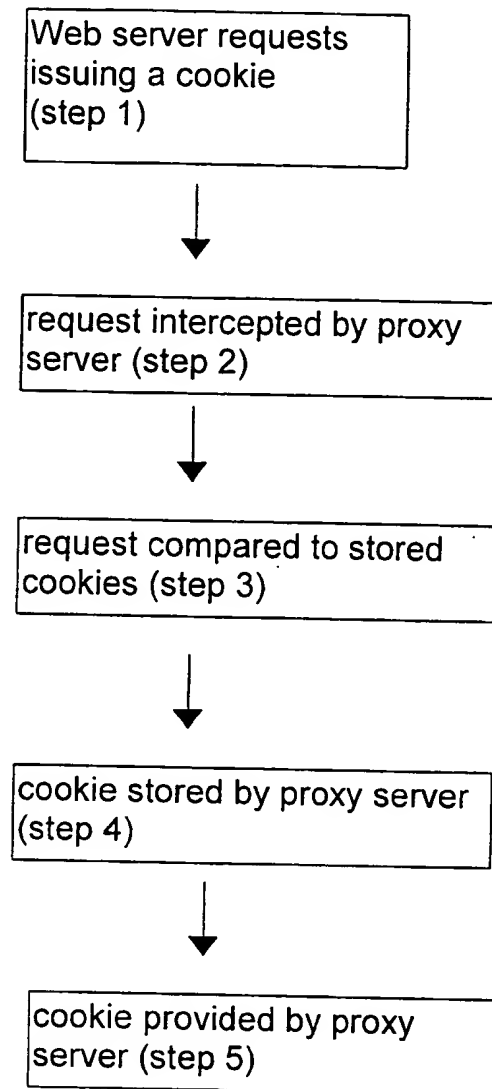 Web server requests
issuing a cookie
(step 1)
request intercepted by proxy
server (step 2)
request compared to stored
cookies (step 3)
cookie stored by proxy server
(step 4)
cookie provided by proxy
server (step 5)